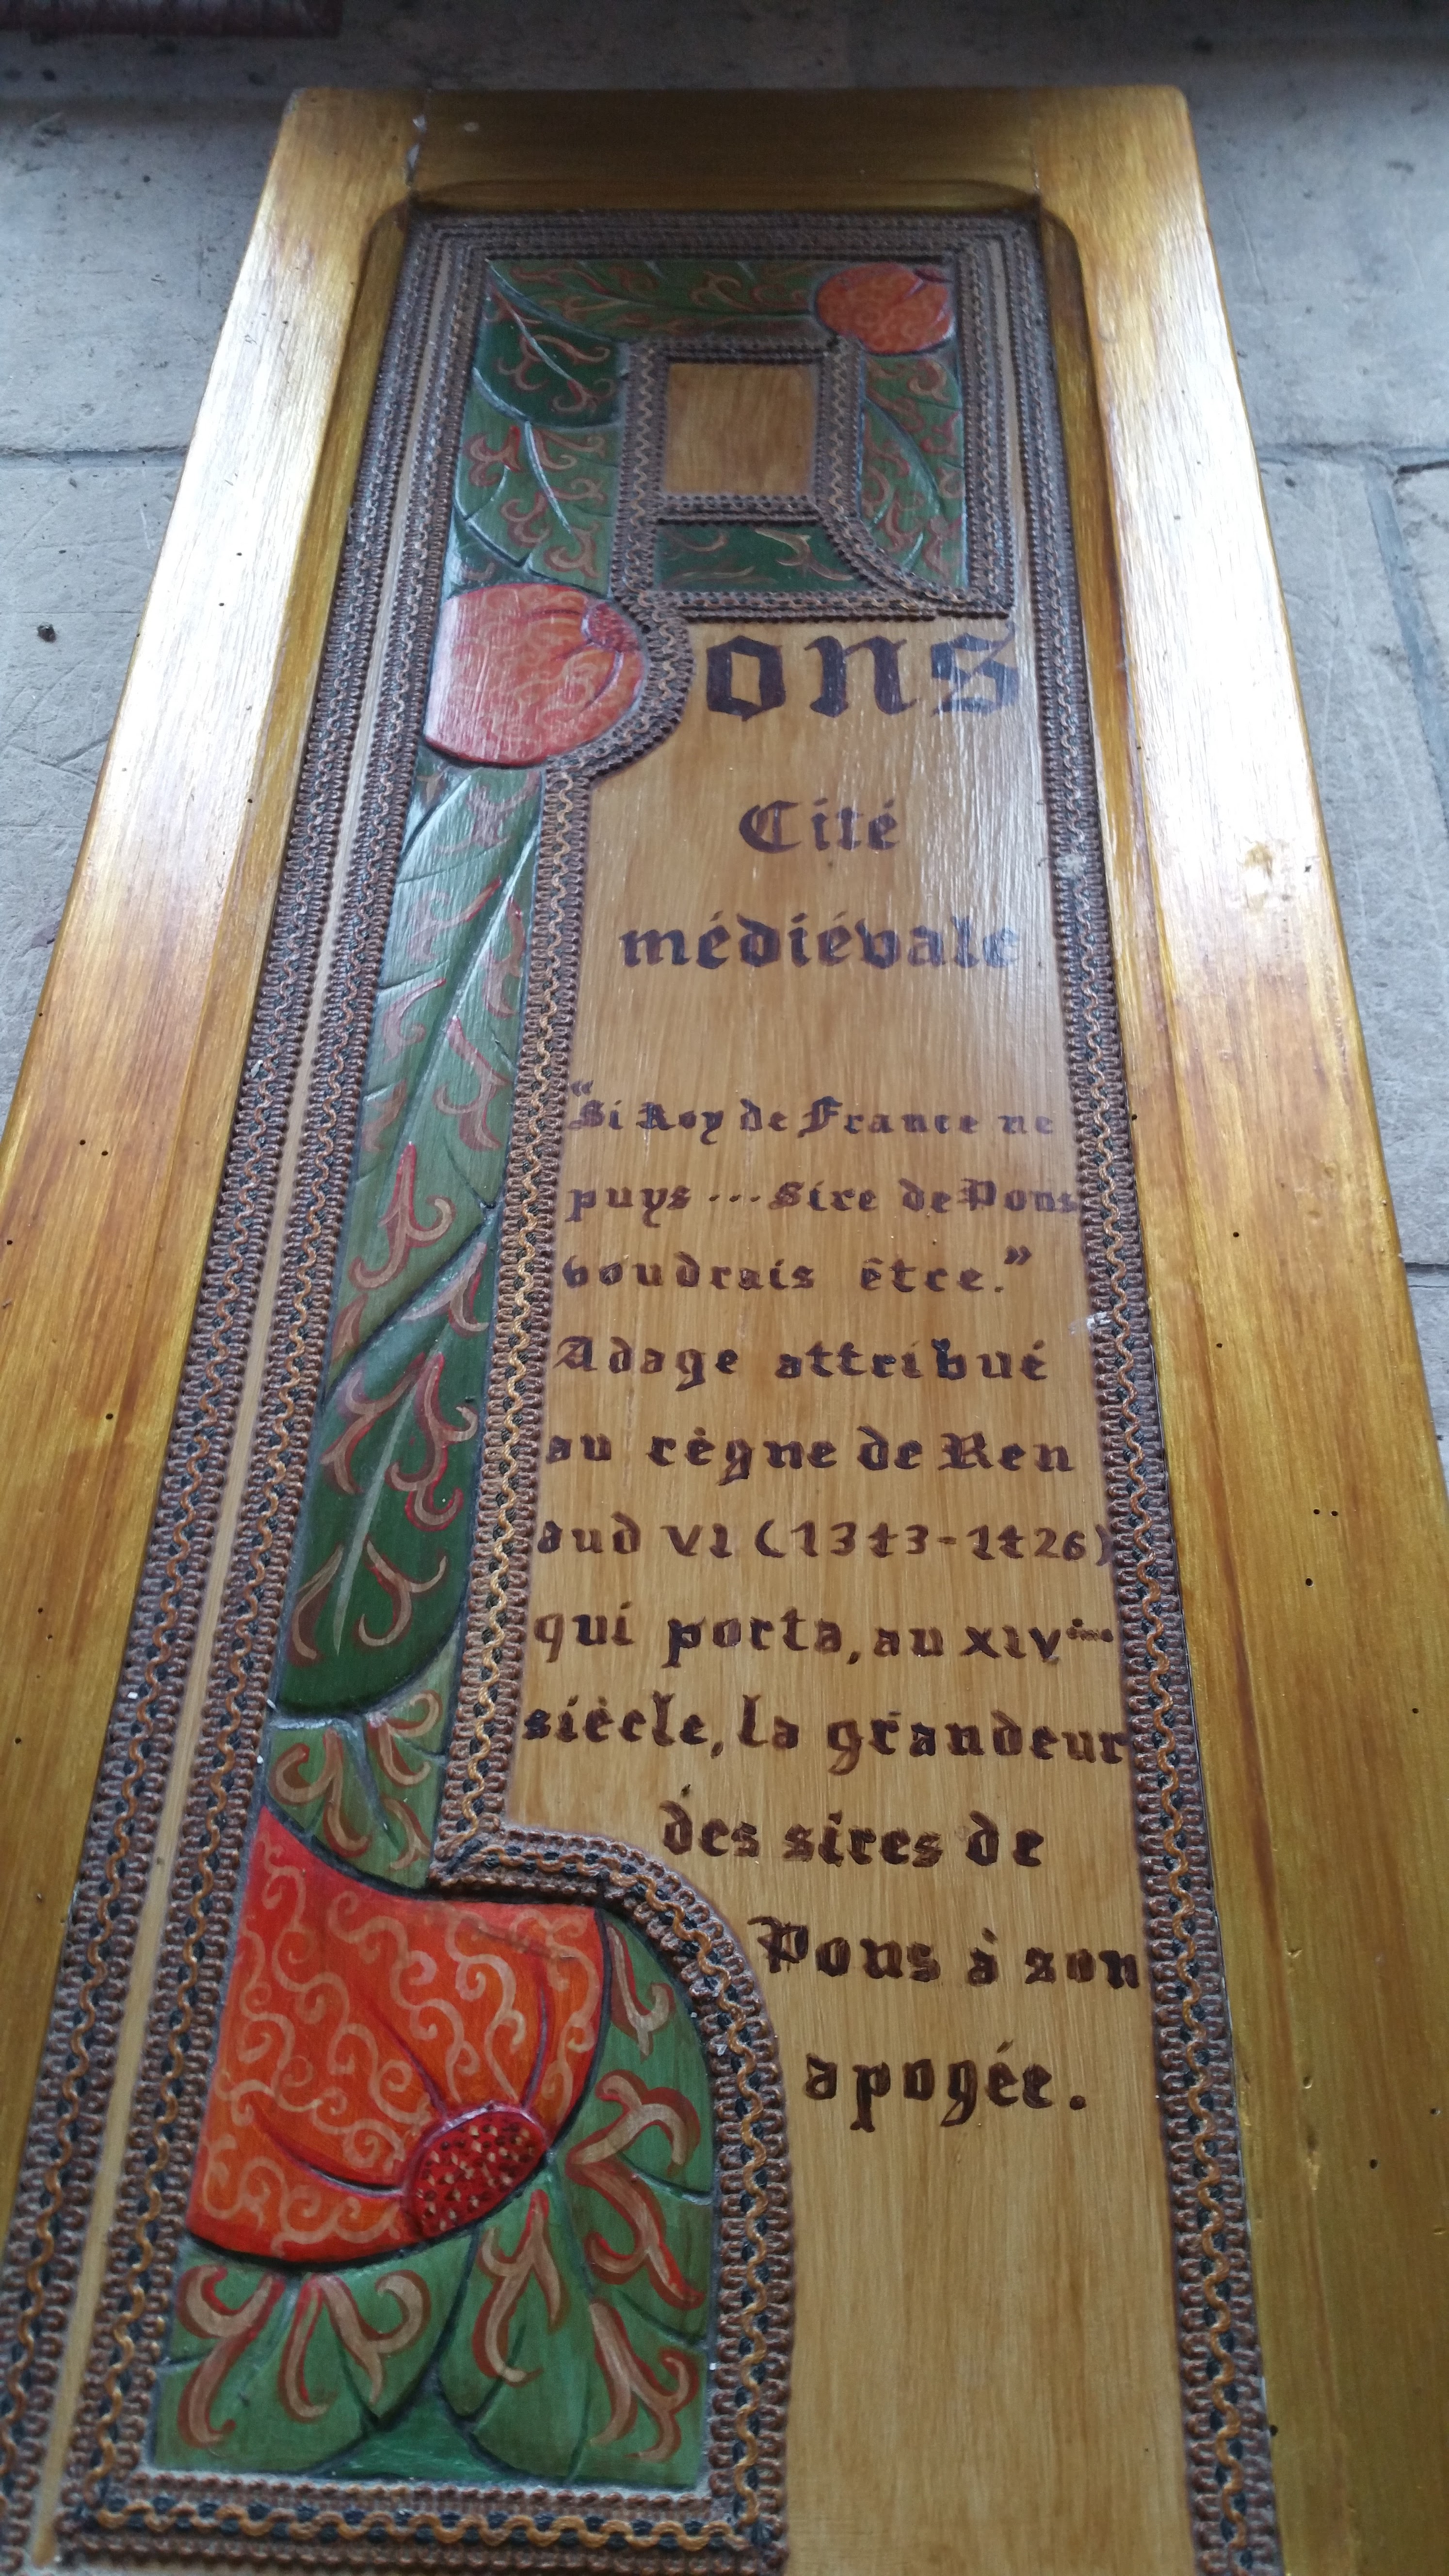 Pons
Cité
médiévale
"Si Roy de France ne
puys ... Sire de Pons
voudrais être."
Adage attribué
au règne de Ren
aud VI (1343-1426)
qui porta, au XIVème
siècle, la grandeur
des sires de
Pons à son
apogée.